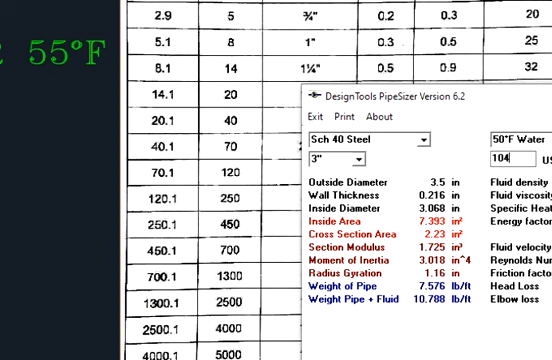 2.9 5 ¾" 0.2 0.3 20
55°F
5.1 8 1" 0.3 0.5 25
8.1 14 1¼" 0.5 0.9 32
14.1 20
DesignTools PipeSizer Version 6.2
20.1 40
Exit Print About
40.1 70
Sch 40 Steel 50°F Water
3" 104
70.1 120
Outside Diameter 3.5 in Fluid density
Wall Thickness 0.216 in Fluid viscosity
120.1 250
Inside Diameter 3.068 in Specific Heat
Inside Area 7.393 in² Energy factor
250.1 450
Cross Section Area 2.23 in²
Section Modulus 1.725 in³ Fluid velocity
450.1 700
Moment of Inertia 3.018 in^4 Reynolds Num
Radius Gyration 1.16 in Friction factor
700.1 1300
Weight of Pipe 7.576 lb/ft Head Loss
Weight Pipe + Fluid 10.788 lb/ft Elbow loss
1300.1 2500
2500.1 4000
4000.1 5000